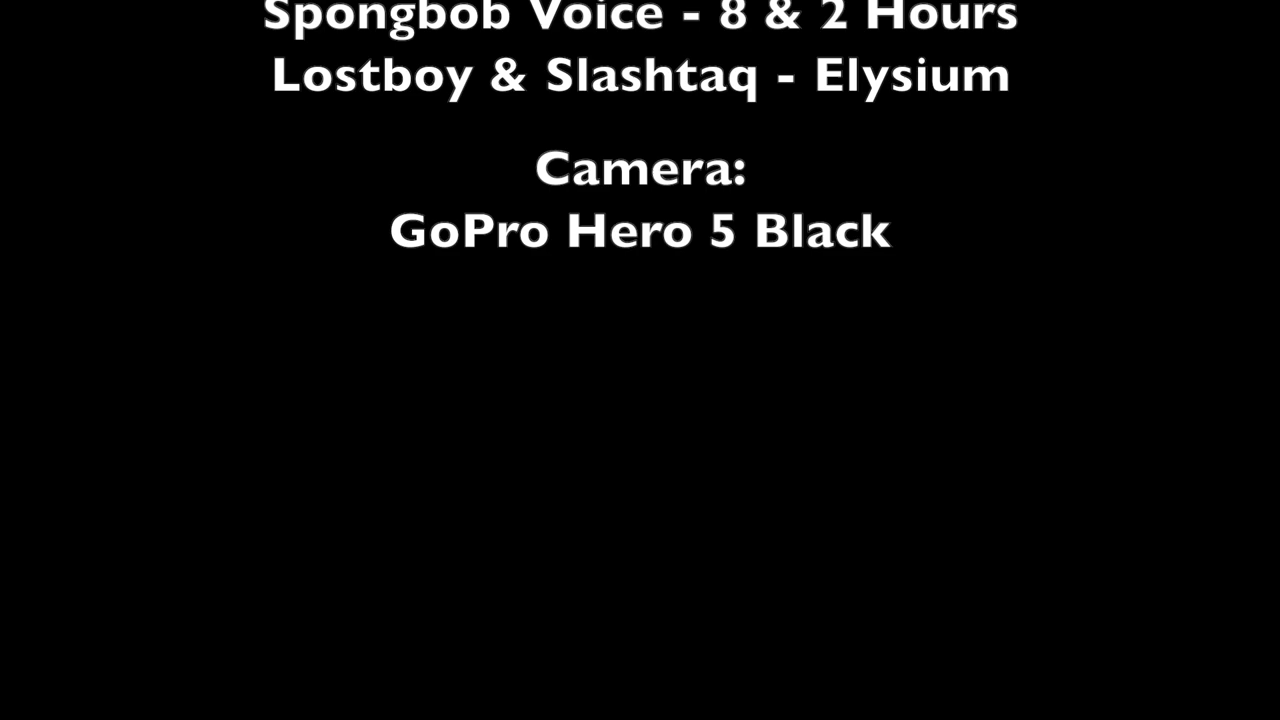 Spongbob Voice - 8 & 2 Hours
Lostboy & Slashtaq - Elysium
Camera:
GoPro Hero 5 Black